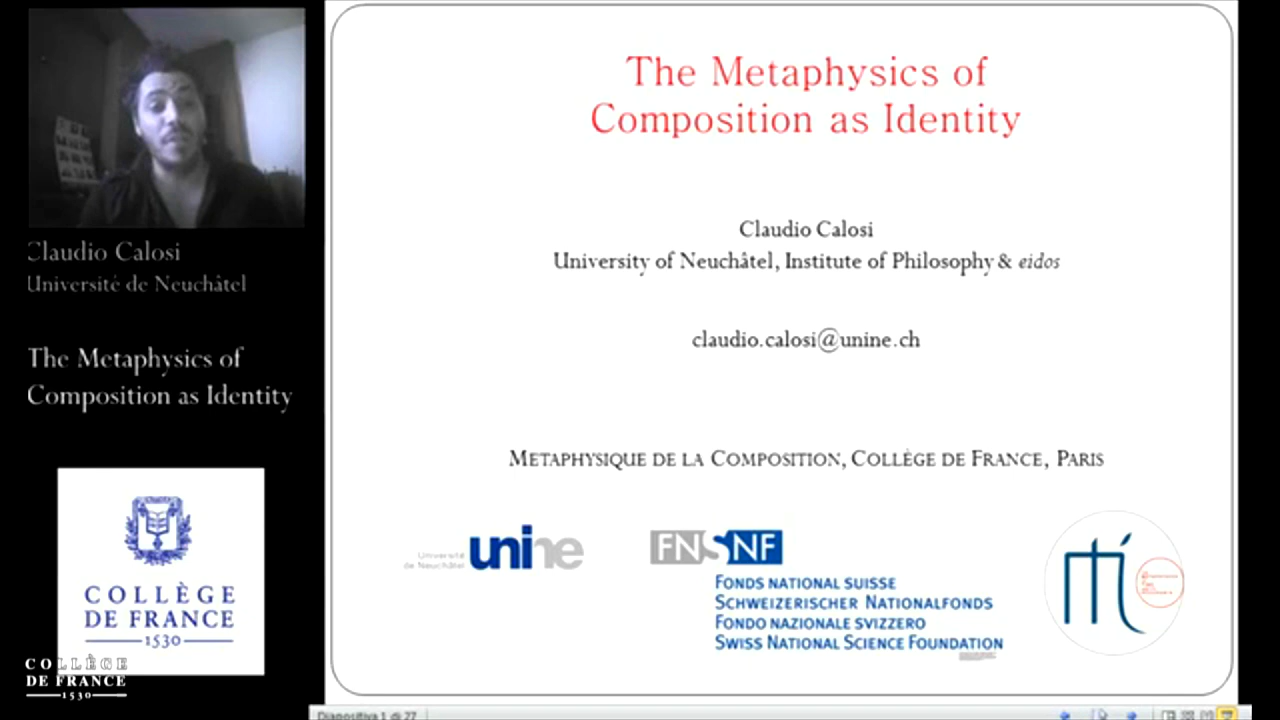 Claudio Calosi
Université de Neuchâtel
The Metaphysics of
Composition as Identity
COLLÈGE
DE FRANCE
1530
COLLÈGE
DE FRANCE
1530
The Metaphysics of
Composition as Identity
Claudio Calosi
University of Neuchâtel, Institute of Philosophy & eidos
claudio.calosi@unine.ch
METAPHYSIQUE DE LA COMPOSITION, COLLÈGE DE FRANCE, PARIS
Université
de Neuchâtel
unine
FNSNF
FONDS NATIONAL SUISSE
SCHWEIZERISCHER NATIONALFONDS
FONDO NAZIONALE SVIZZERO
SWISS NATIONAL SCIENCE FOUNDATION
Diapositiva 1 di 27